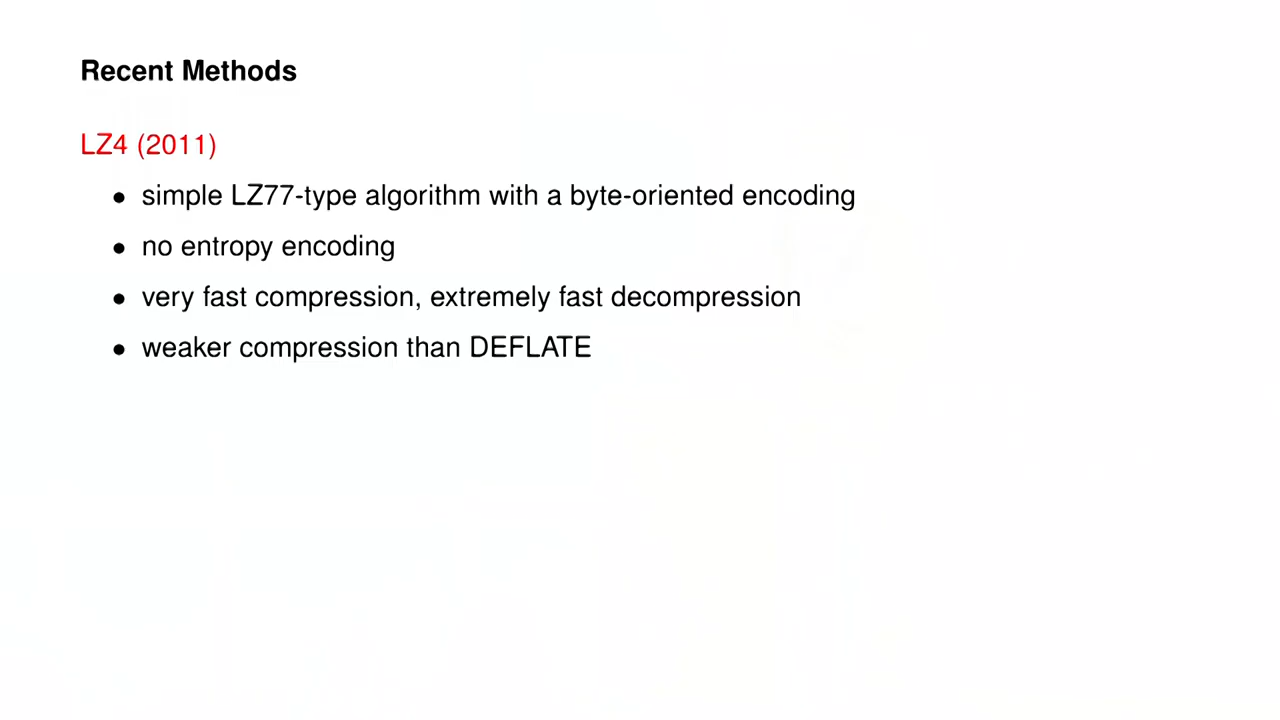 Recent Methods
LZ4 (2011)
• simple LZ77-type algorithm with a byte-oriented encoding
• no entropy encoding
• very fast compression, extremely fast decompression
• weaker compression than DEFLATE